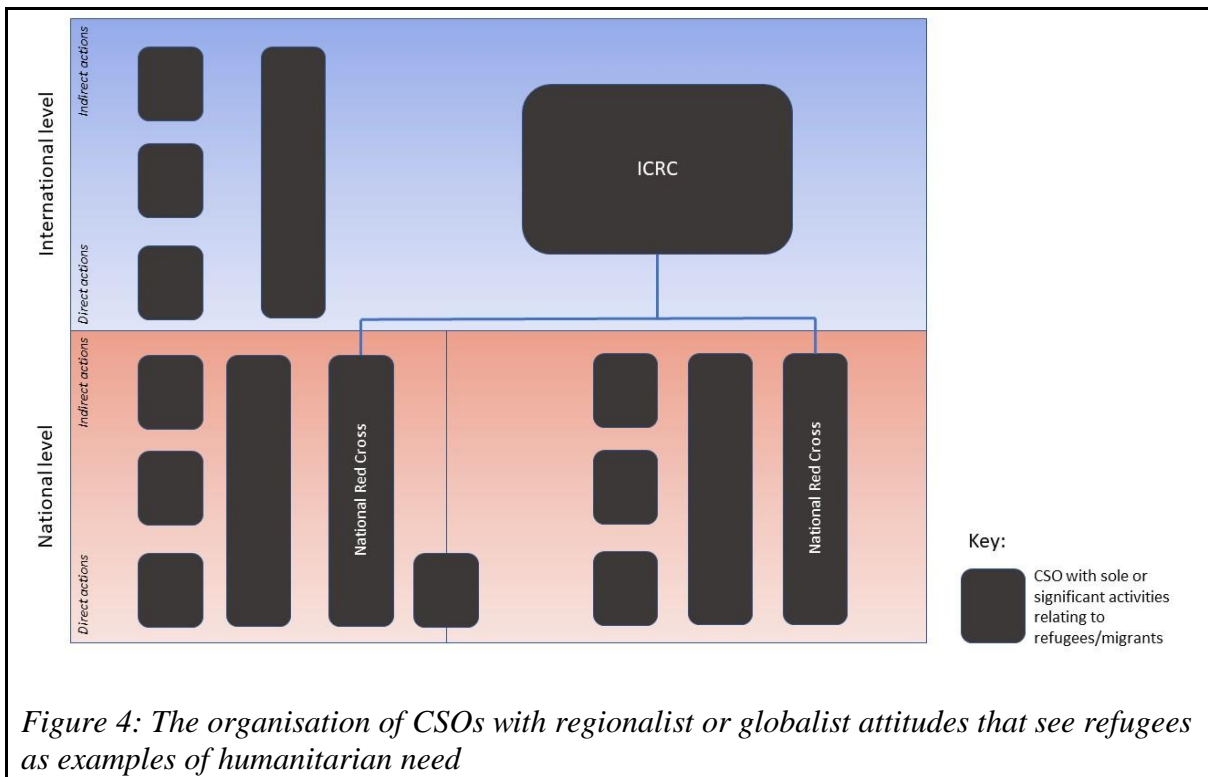 International level
Indirect actions
Direct actions
ICRC
National level
Indirect actions
Direct actions
National Red Cross
National Red Cross
Key:
CSO with sole or
significant activities
relating to
refugees/migrants
Figure 4: The organisation of CSOs with regionalist or globalist attitudes that see refugees
as examples of humanitarian need